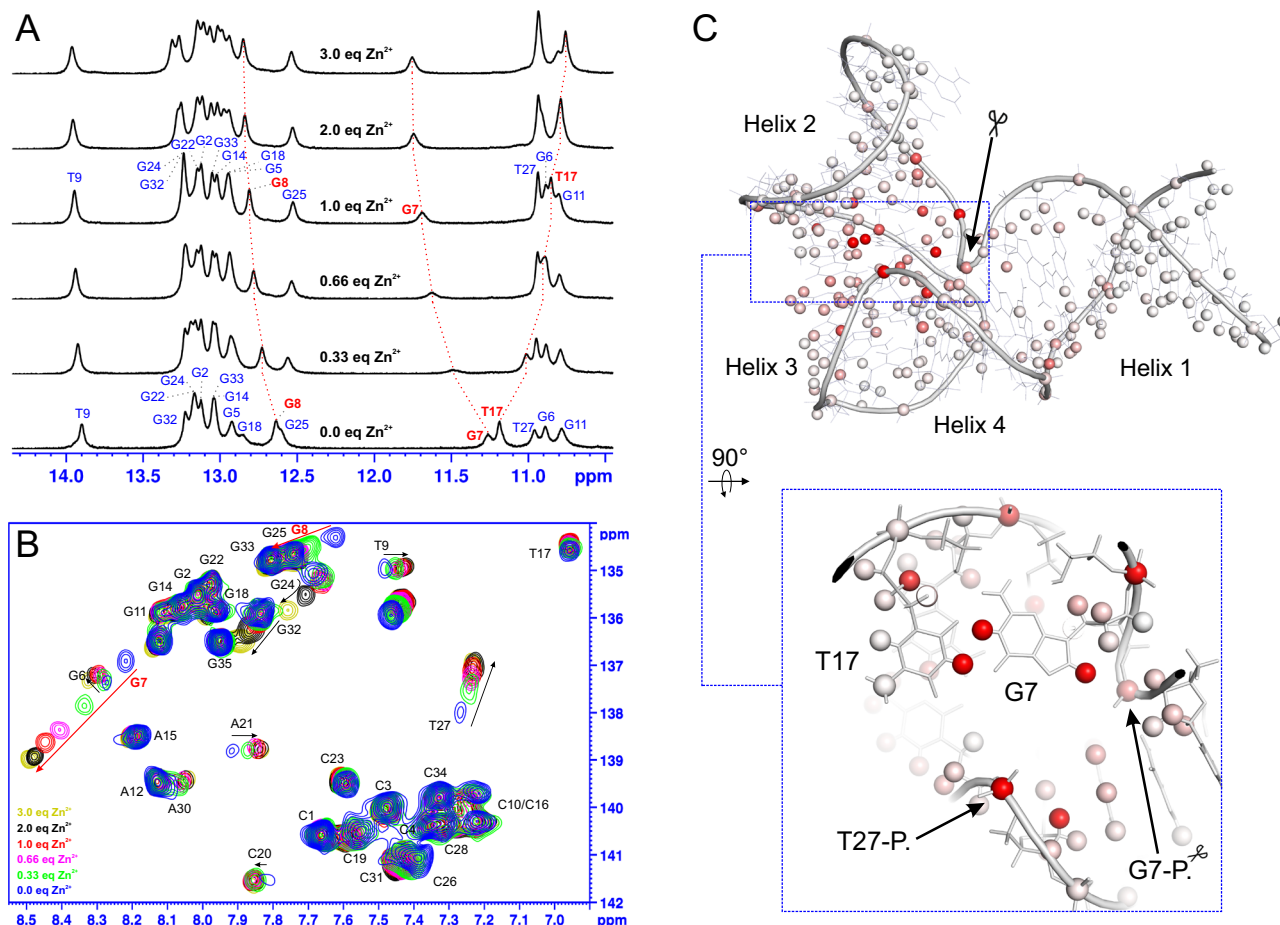 A
3.0 eq Zn²⁺
2.0 eq Zn²⁺
G22 G2 G33
G24 G14 G18
G32 G5
G8
T9 G25
1.0 eq Zn²⁺
G7
G6
T27 T17
G11
0.66 eq Zn²⁺
0.33 eq Zn²⁺
G2
G24 G33
G22 G14
G32 G5
G18
G8
G25
T9
0.0 eq Zn²⁺
T17
G7
G6
T27 G11
14.0 13.0 12.0 11.0 ppm
B
G25 G8
G33
G22
G2
G14
G11
G18
G24
G32
G35
T9
T17
G6
G7
T27
A15
A21
A12
A30
C23
C34
C3
C10/C16
C1
C4
C19
C28
C20
C31
C26
3.0 eq Zn²⁺
2.0 eq Zn²⁺
1.0 eq Zn²⁺
0.66 eq Zn²⁺
0.33 eq Zn²⁺
0.0 eq Zn²⁺
ppm
135
136
137
138
139
140
141
142
8.5 8.4 8.3 8.2 8.1 8.0 7.9 7.8 7.7 7.6 7.5 7.4 7.3 7.2 7.1 7.0 ppm
C
Helix 2
Helix 3
Helix 1
Helix 4
90°
T17
G7
T27-P.
G7-P.